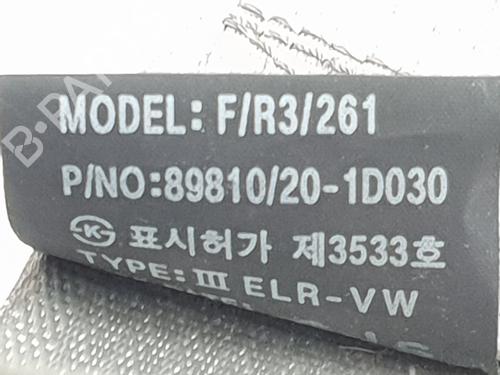 MODEL: F/R3/261
P/NO:89810/20-1D030
표시허가 제3533호
TYPE: III ELR-VW
B-PARTS